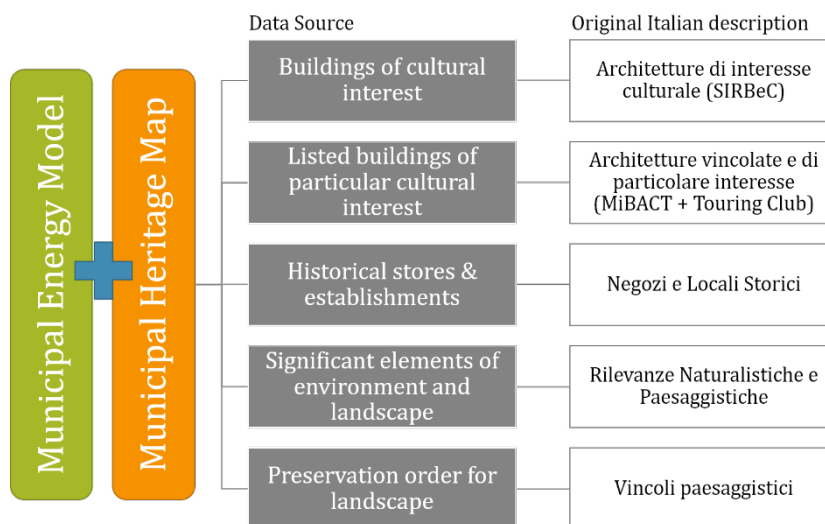 Data Source
Original Italian description
Municipal Energy Model
Municipal Heritage Map
Buildings of cultural
interest
Architetture di interesse
culturale (SIRBeC)
Listed buildings of
particular cultural
interest
Architetture vincolate e di
particolare interesse
(MiBACT + Touring Club)
Historical stores &
establishments
Negozi e Locali Storici
Significant elements of
environment and
landscape
Rilevanze Naturalistiche e
Paesaggistiche
Preservation order for
landscape
Vincoli paesaggistici